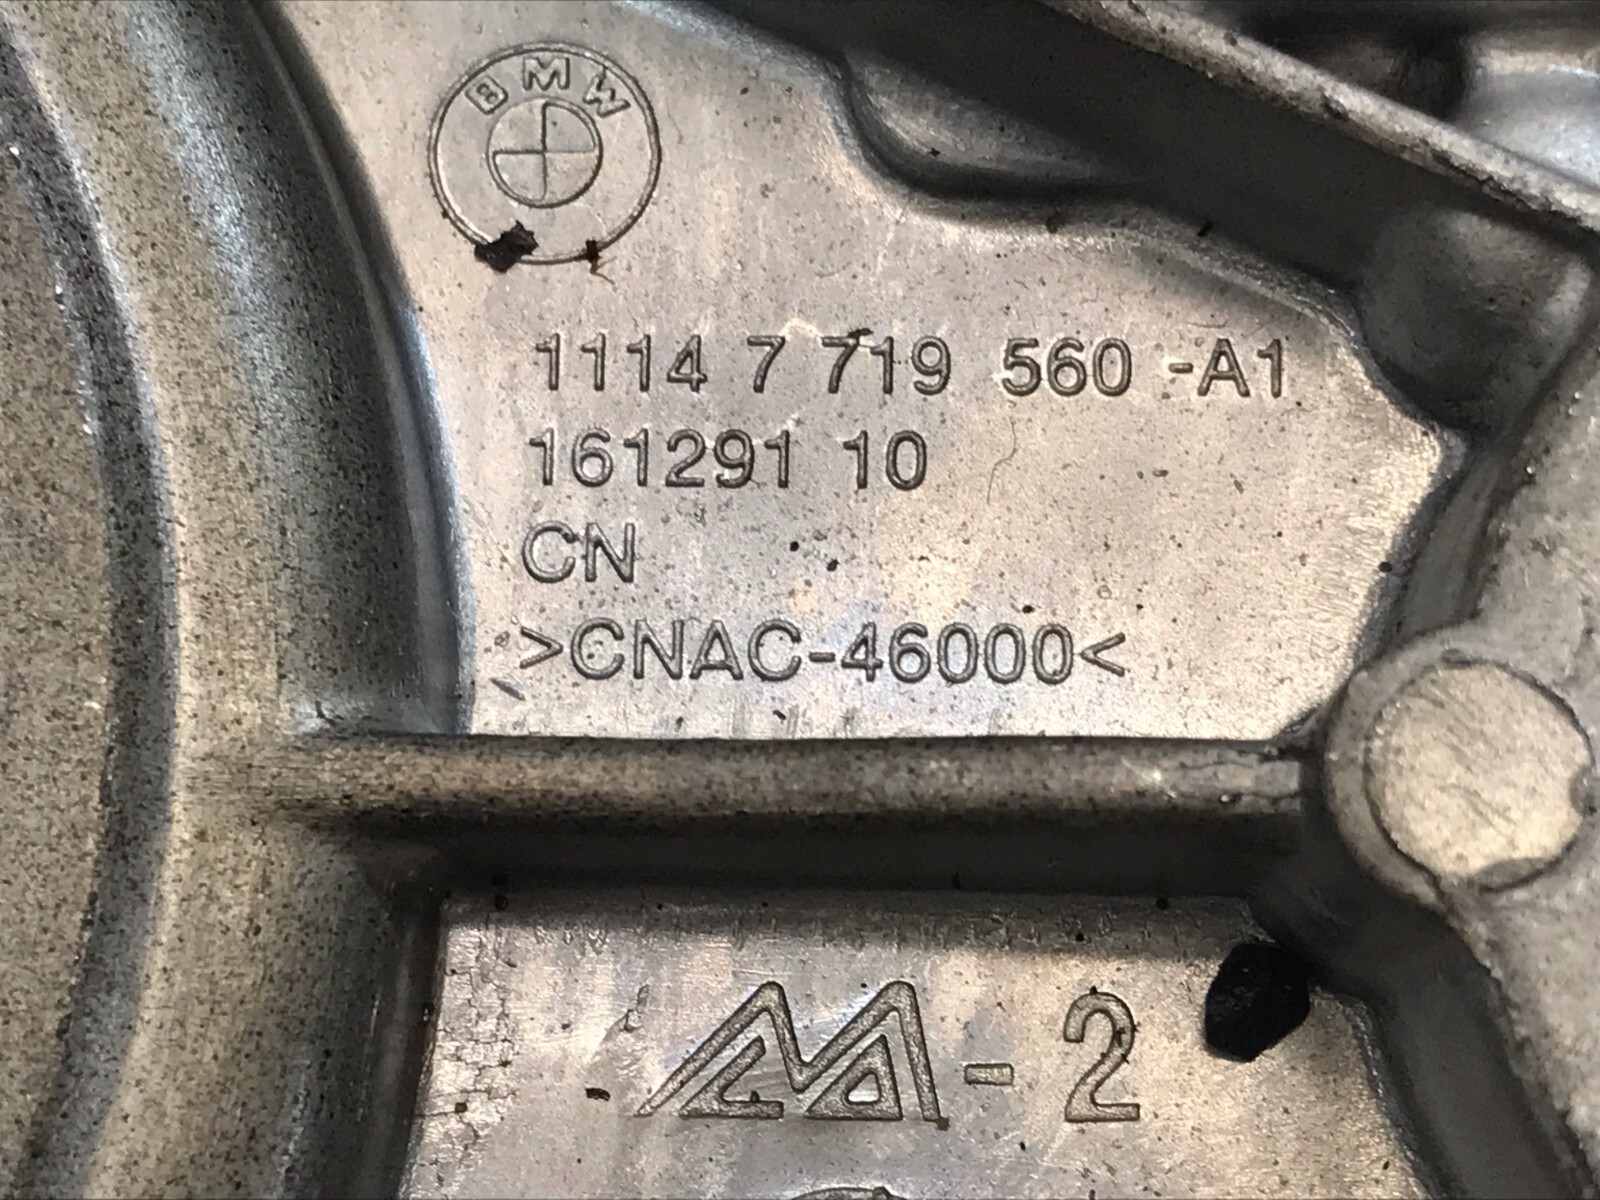 BMW
1114 7 719 560 -A1
161291 10
CN
>CNAC-46000<
-2